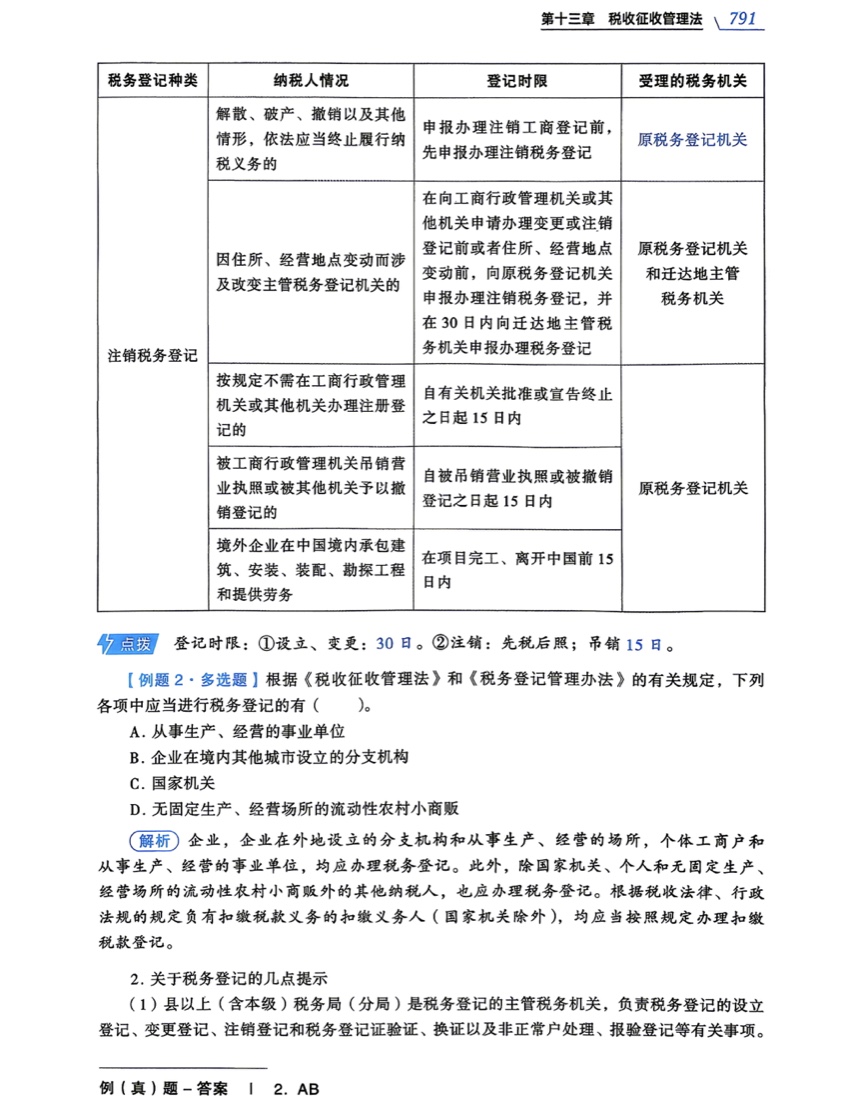 第十三章 税收征收管理法 791
税务登记种类 纳税人情况 登记时限 受理的税务机关
注销税务登记
解散、破产、撤销以及其他
情形，依法应当终止履行纳
税义务的
申报办理注销工商登记前，
先申报办理注销税务登记
原税务登记机关
因住所、经营地点变动而涉
及改变主管税务登记机关的
在向工商行政管理机关或其
他机关申请办理变更或注销
登记前或者住所、经营地点
变动前，向原税务登记机关
申报办理注销税务登记，并
在 30 日内向迁达地主管税
务机关申报办理税务登记
原税务登记机关
和迁达地主管
税务机关
按规定不需在工商行政管理
机关或其他机关办理注册登
记的
自有关机关批准或宣告终止
之日起 15 日内
被工商行政管理机关吊销营
业执照或被其他机关予以撤
销登记的
自被吊销营业执照或被撤销
登记之日起 15 日内
原税务登记机关
境外企业在中国境内承包建
筑、安装、装配、勘探工程
和提供劳务
在项目完工、离开中国前 15
日内
点拨 登记时限：①设立、变更：30 日。②注销：先税后照；吊销 15 日。
【例题 2·多选题】根据《税收征收管理法》和《税务登记管理办法》的有关规定，下列
各项中应当进行税务登记的有（ ）。
A. 从事生产、经营的事业单位
B. 企业在境内其他城市设立的分支机构
C. 国家机关
D. 无固定生产、经营场所的流动性农村小商贩
解析 企业，企业在外地设立的分支机构和从事生产、经营的场所，个体工商户和
从事生产、经营的事业单位，均应办理税务登记。此外，除国家机关、个人和无固定生产、
经营场所的流动性农村小商贩外的其他纳税人，也应办理税务登记。根据税收法律、行政
法规的规定负有扣缴税款义务的扣缴义务人（国家机关除外），均应当按照规定办理扣缴
税款登记。
2. 关于税务登记的几点提示
（1）县以上（含本级）税务局（分局）是税务登记的主管税务机关，负责税务登记的设立
登记、变更登记、注销登记和税务登记证验证、换证以及非正常户处理、报验登记等有关事项。
例（真）题－答案 | 2. AB